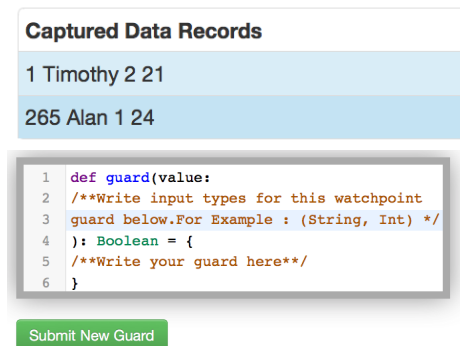 Captured Data Records
1 Timothy 2 21
265 Alan 1 24
1 def guard(value:
2 /**Write input types for this watchpoint
3 guard below.For Example : (String, Int) */
4 ): Boolean = {
5 /**Write your guard here**/
6 }
Submit New Guard